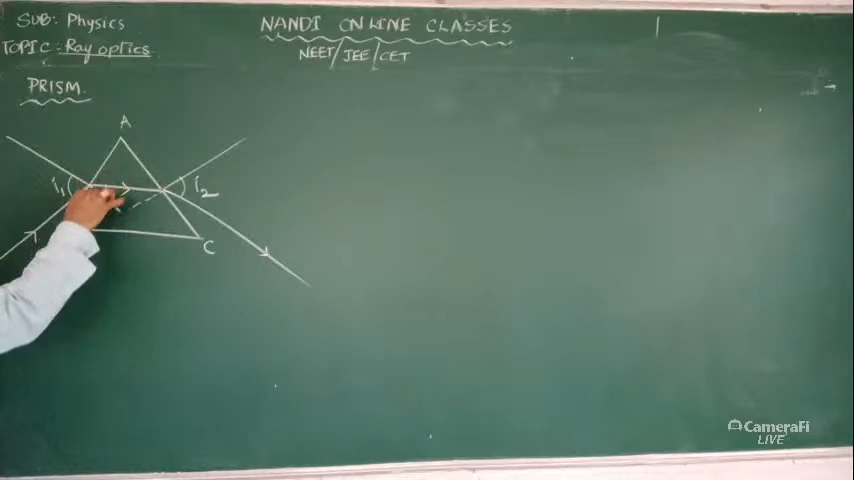 SUB: Physics
TOPIC: Ray optics
NANDI ONLINE CLASSES
NEET/JEE/CET
PRISM.
A
i1
i2
C
CameraFi
LIVE